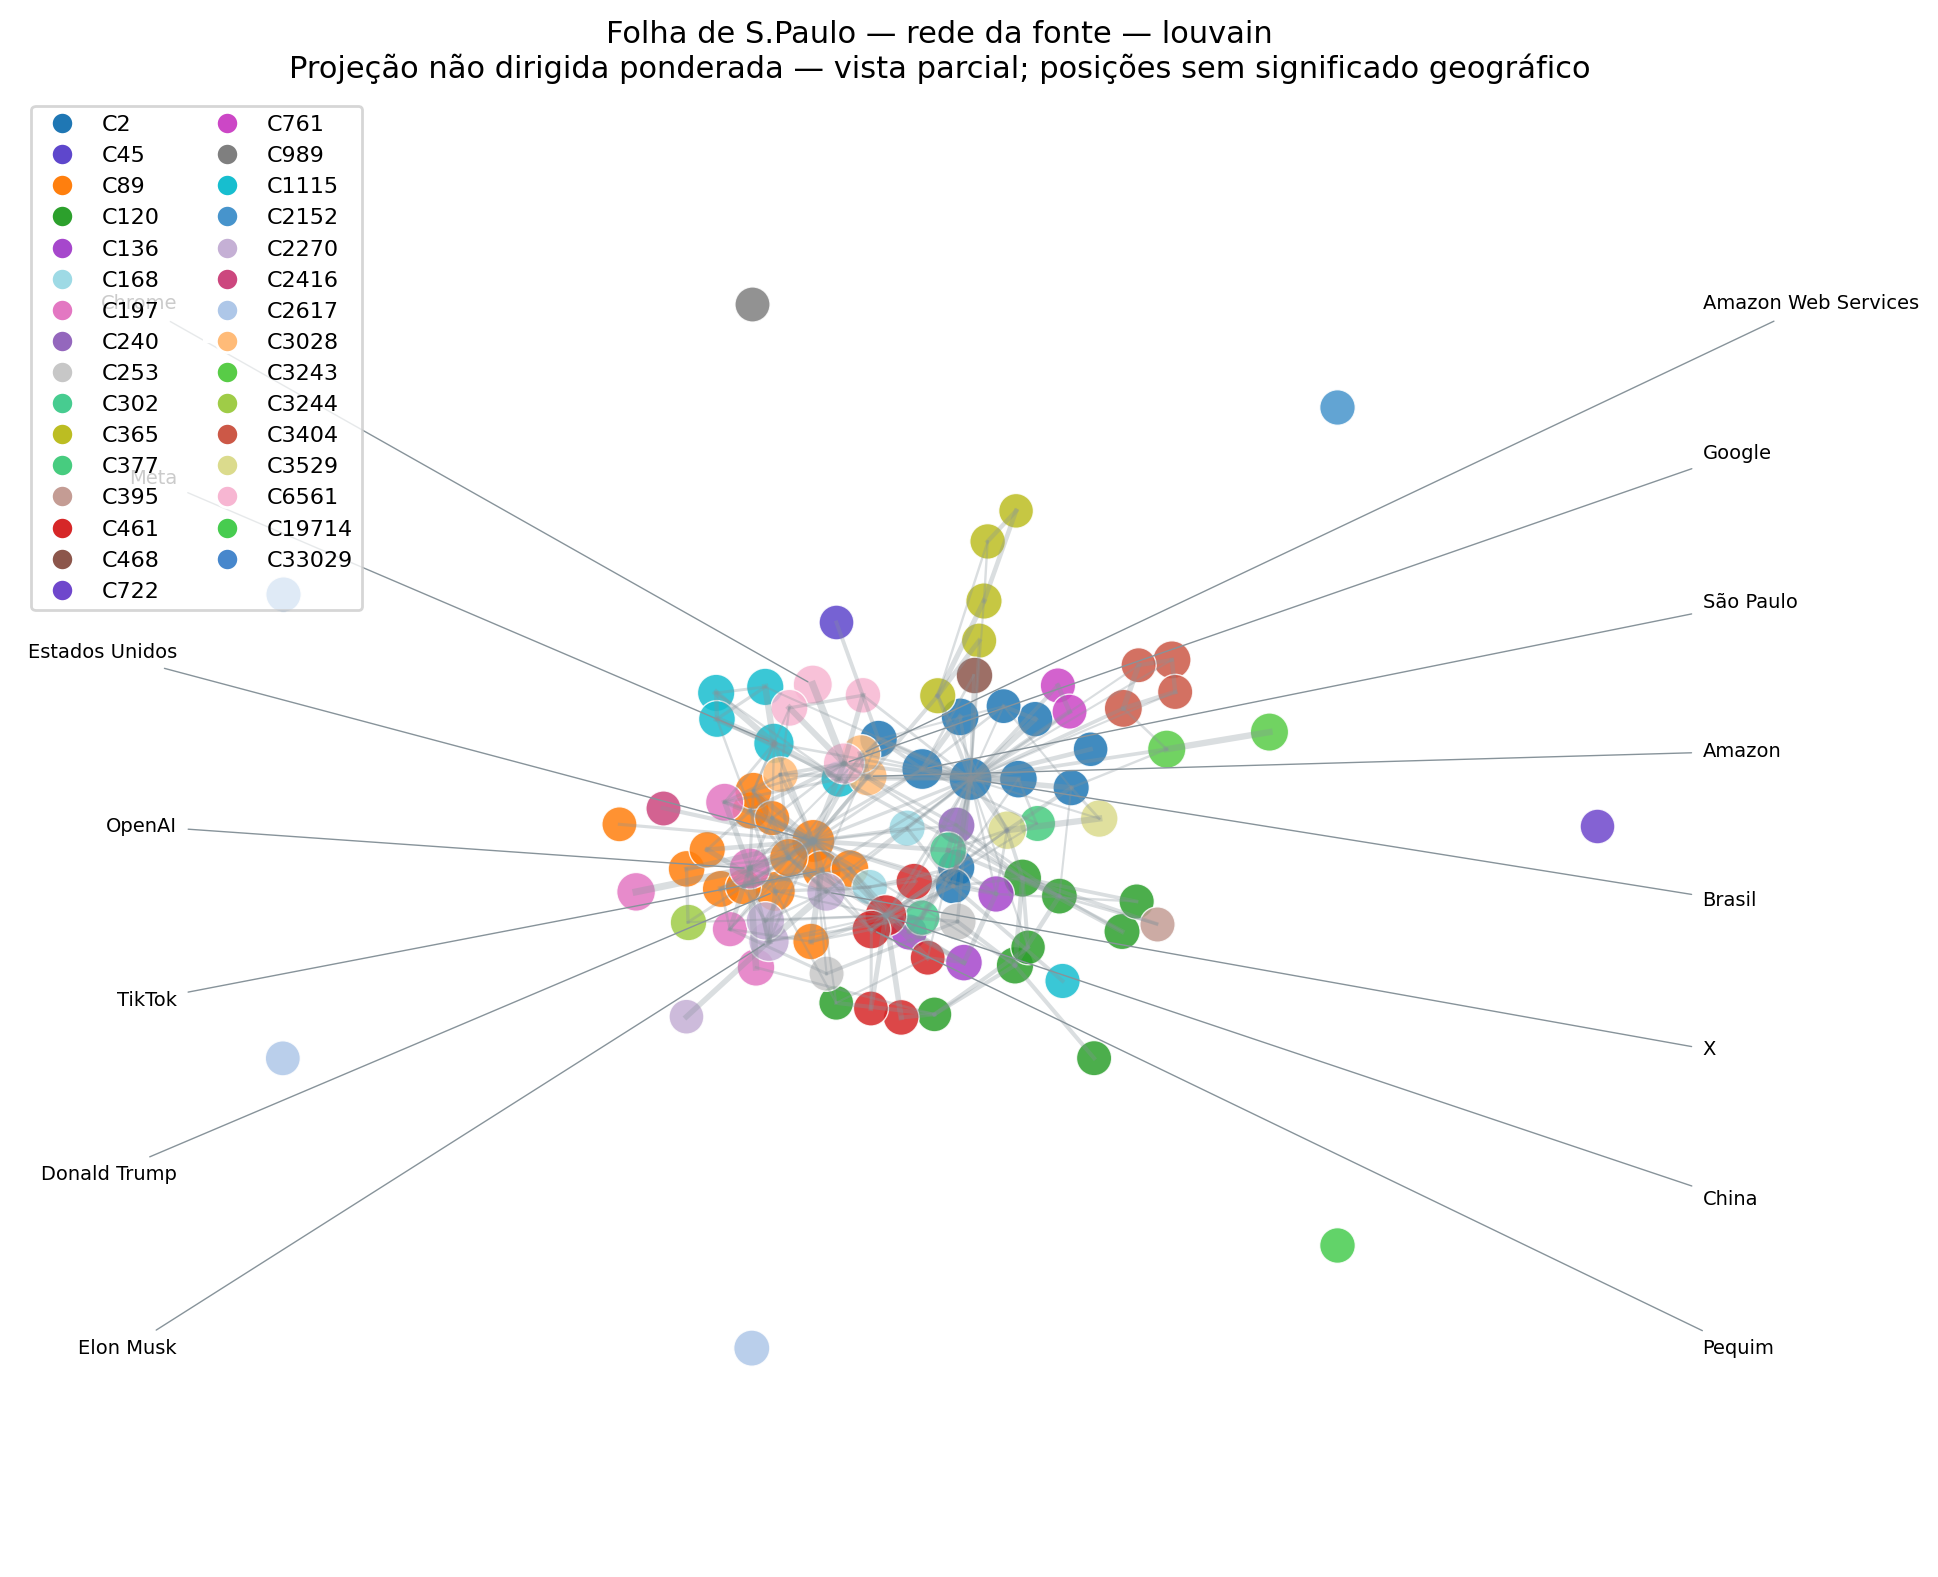 Folha de S.Paulo — rede da fonte — louvain
Projeção não dirigida ponderada — vista parcial; posições sem significado geográfico
C2
C45
C89
C120
C136
C168
C197
C240
C253
C302
C365
C377
C395
C461
C468
C722
C761
C989
C1115
C2152
C2270
C2416
C2617
C3028
C3243
C3244
C3404
C3529
C6561
C19714
C33029
Chrome
Meta
Estados Unidos
OpenAI
TikTok
Donald Trump
Elon Musk
Amazon Web Services
Google
São Paulo
Amazon
Brasil
X
China
Pequim